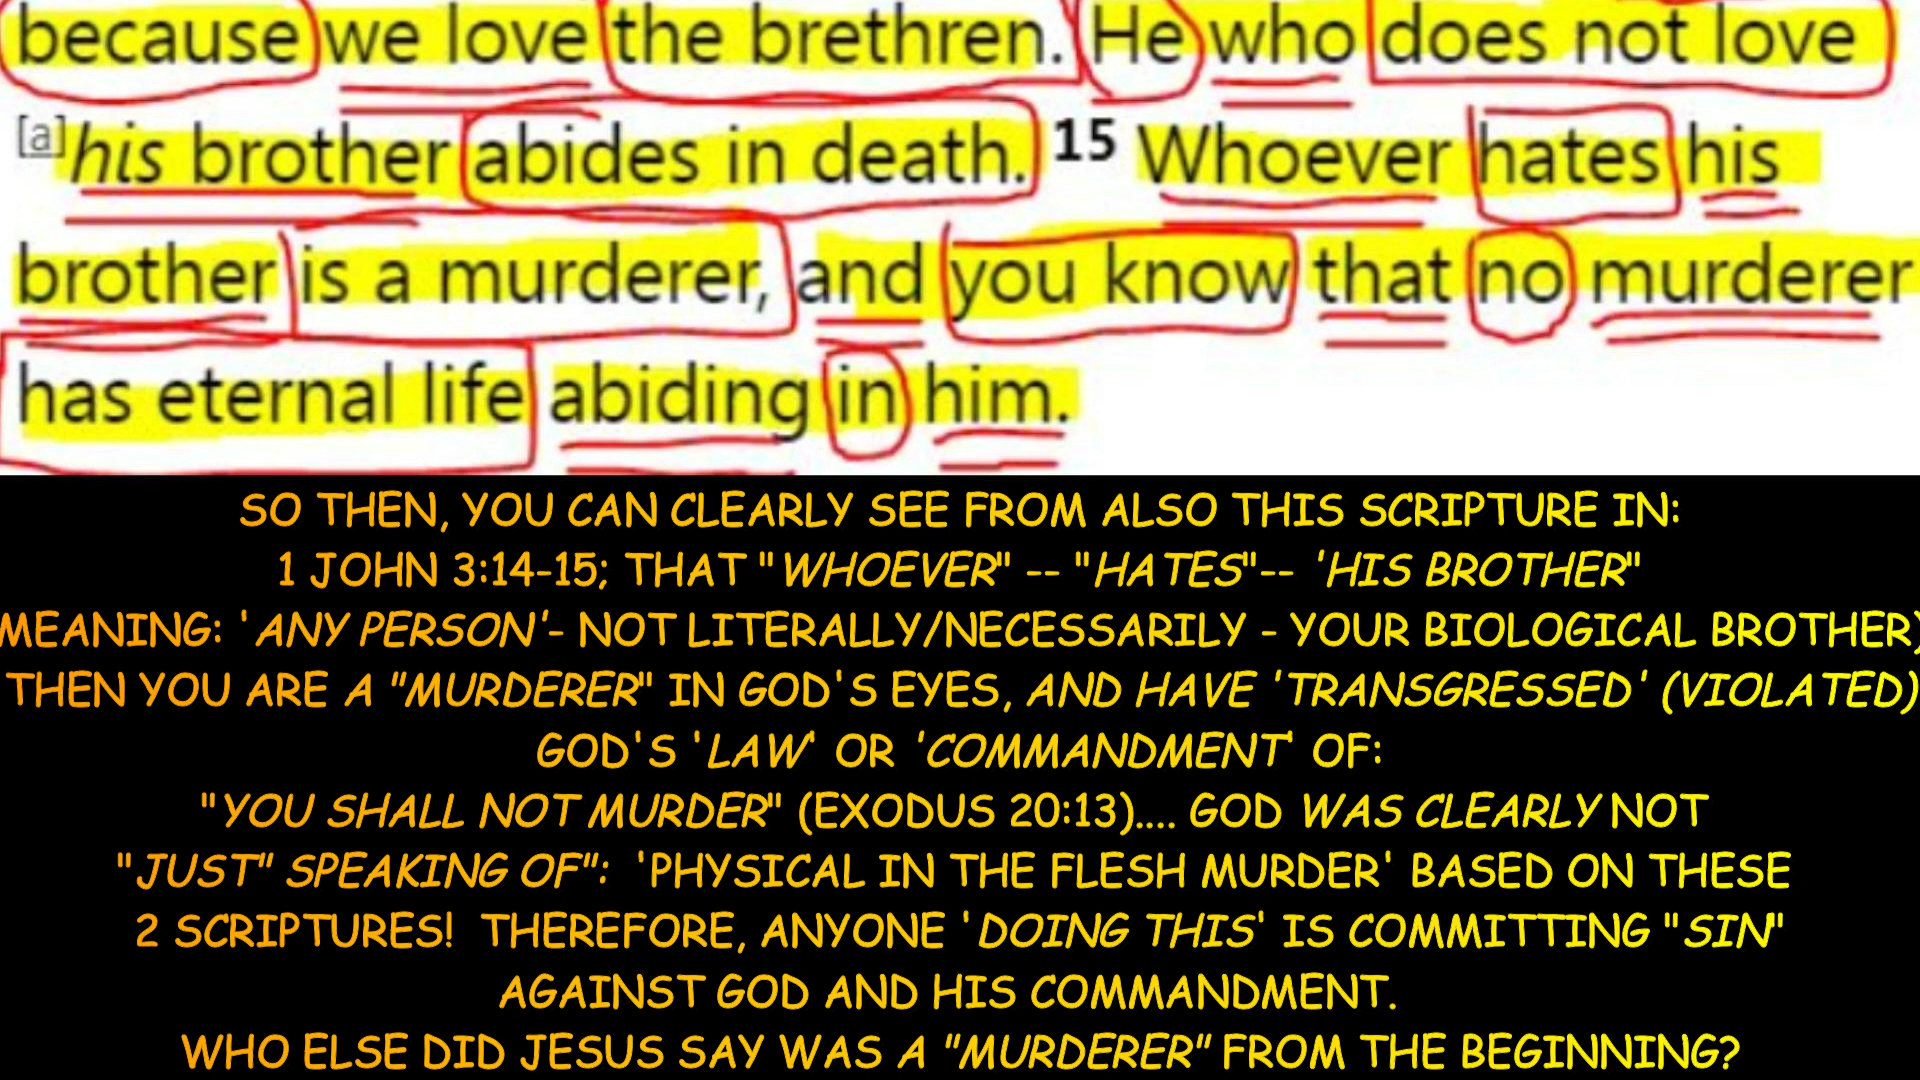 because we love the brethren. He who does not love
[a]his brother abides in death. 15 Whoever hates his
brother is a murderer, and you know that no murderer
has eternal life abiding in him.
SO THEN, YOU CAN CLEARLY SEE FROM ALSO THIS SCRIPTURE IN:
1 JOHN 3:14-15; THAT "WHOEVER" -- "HATES"-- 'HIS BROTHER"
MEANING: 'ANY PERSON'- NOT LITERALLY/NECESSARILY - YOUR BIOLOGICAL BROTHER)
THEN YOU ARE A "MURDERER" IN GOD'S EYES, AND HAVE 'TRANSGRESSED' (VIOLATED)
GOD'S 'LAW' OR 'COMMANDMENT' OF:
"YOU SHALL NOT MURDER" (EXODUS 20:13).... GOD WAS CLEARLY NOT
"JUST" SPEAKING OF": 'PHYSICAL IN THE FLESH MURDER' BASED ON THESE
2 SCRIPTURES! THEREFORE, ANYONE 'DOING THIS' IS COMMITTING "SIN"
AGAINST GOD AND HIS COMMANDMENT.
WHO ELSE DID JESUS SAY WAS A "MURDERER" FROM THE BEGINNING?